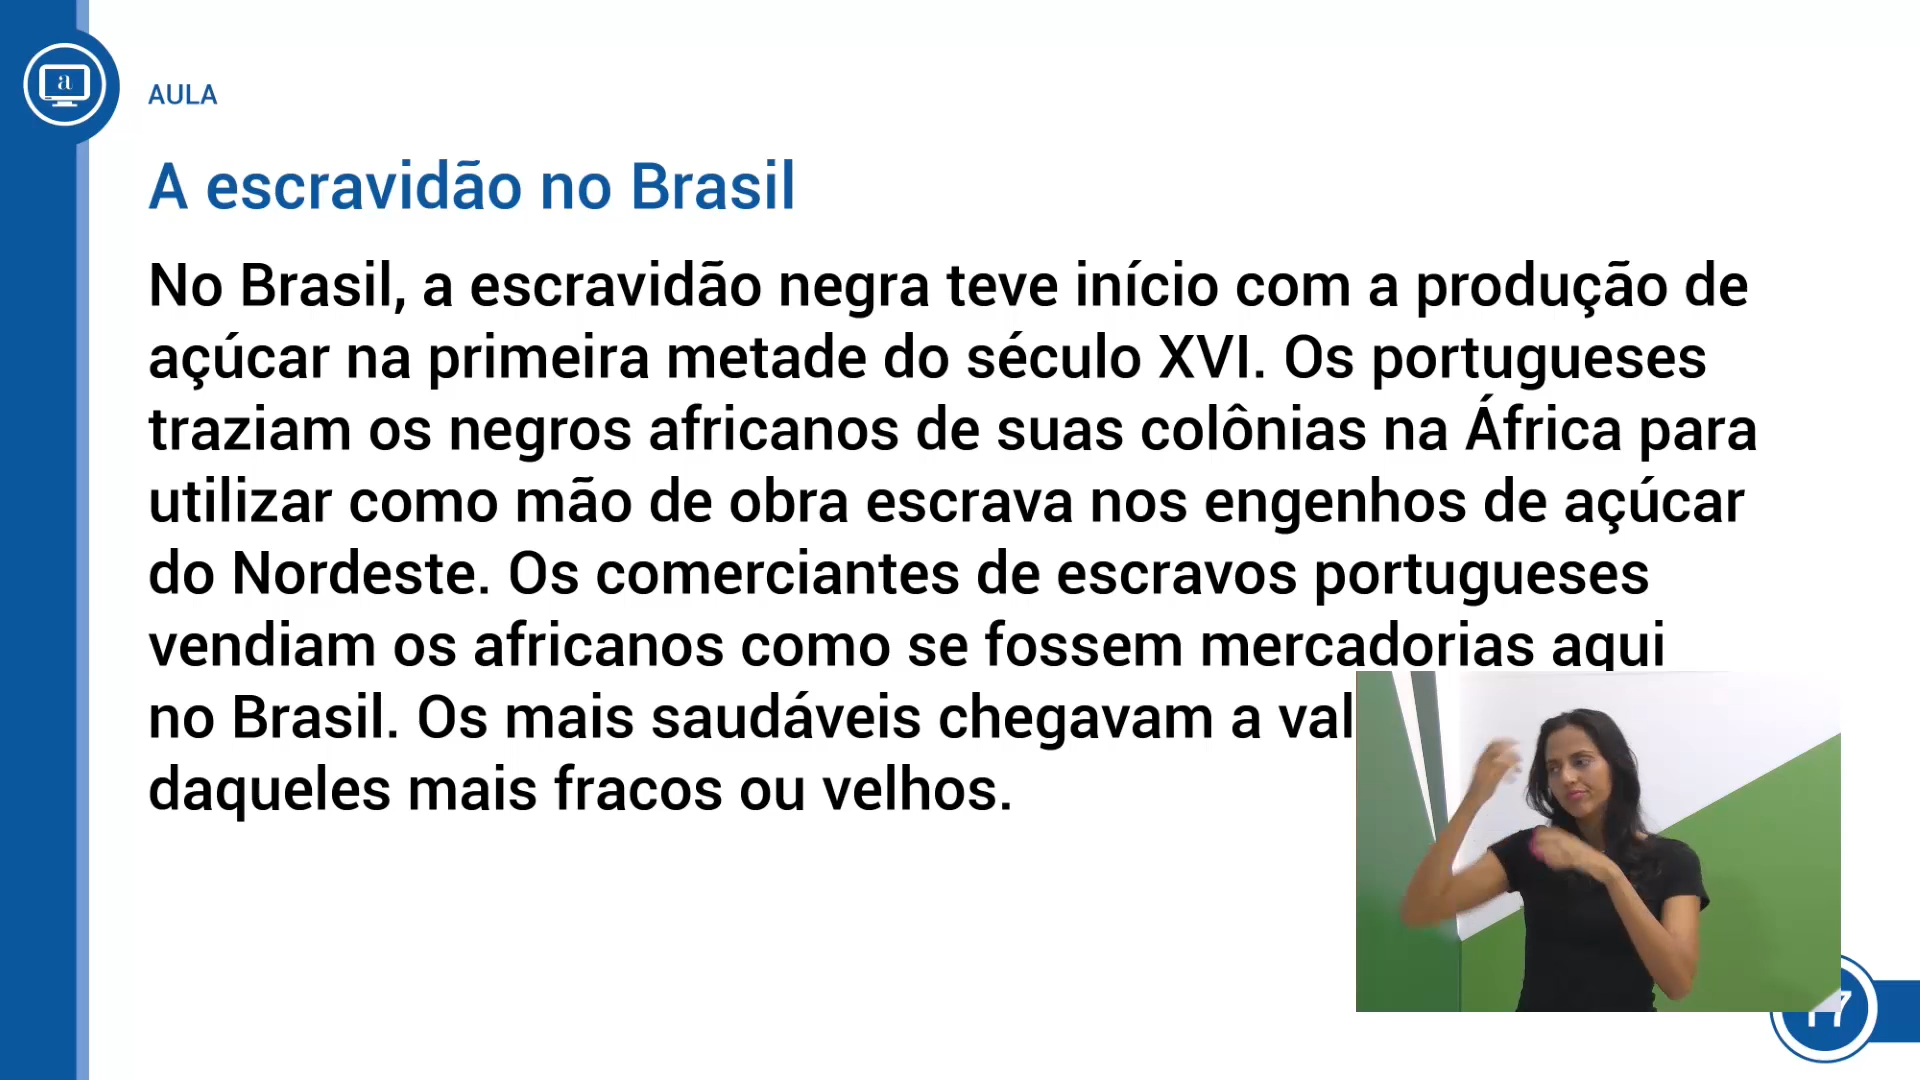 a
AULA
A escravidão no Brasil
No Brasil, a escravidão negra teve início com a produção de
açúcar na primeira metade do século XVI. Os portugueses
traziam os negros africanos de suas colônias na África para
utilizar como mão de obra escrava nos engenhos de açúcar
do Nordeste. Os comerciantes de escravos portugueses
vendiam os africanos como se fossem mercadorias aqui
no Brasil. Os mais saudáveis chegavam a
daqueles mais fracos ou velhos.